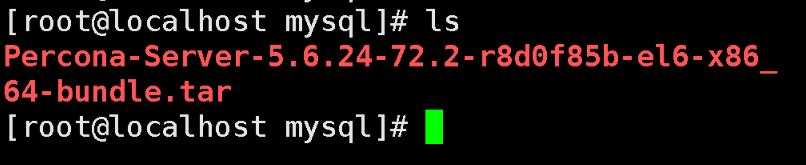 [root@localhost mysql]# ls
Percona-Server-5.6.24-72.2-r8d0f85b-el6-x86_
64-bundle.tar
[root@localhost mysql]#